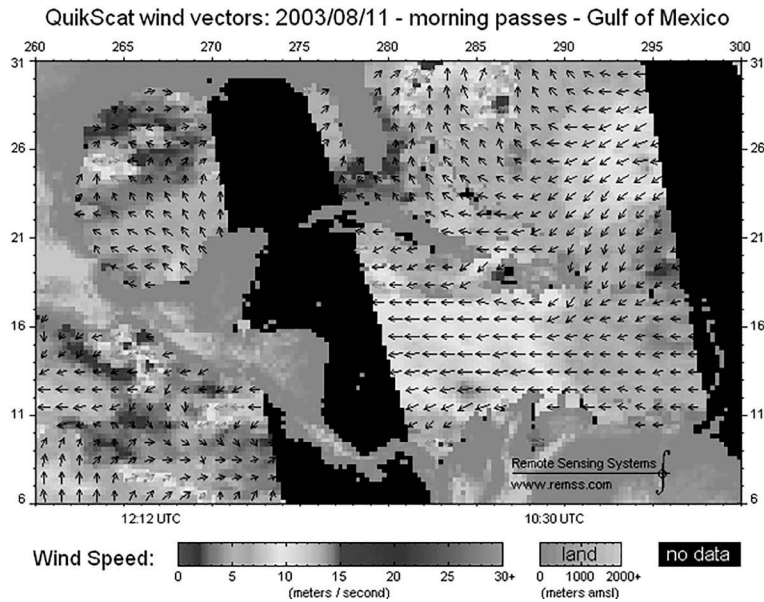 QuikScat wind vectors: 2003/08/11 - morning passes - Gulf of Mexico
260 265 270 275 280 285 290 295 300
31 31
26 26
21 21
16 16
11 11
6 6
Remote Sensing Systems
www.remss.com
12:12 UTC 10:30 UTC
Wind Speed: land no data
0 5 10 15 20 25 30+ 0 1000 2000+
(meters / second) (meters amsl)